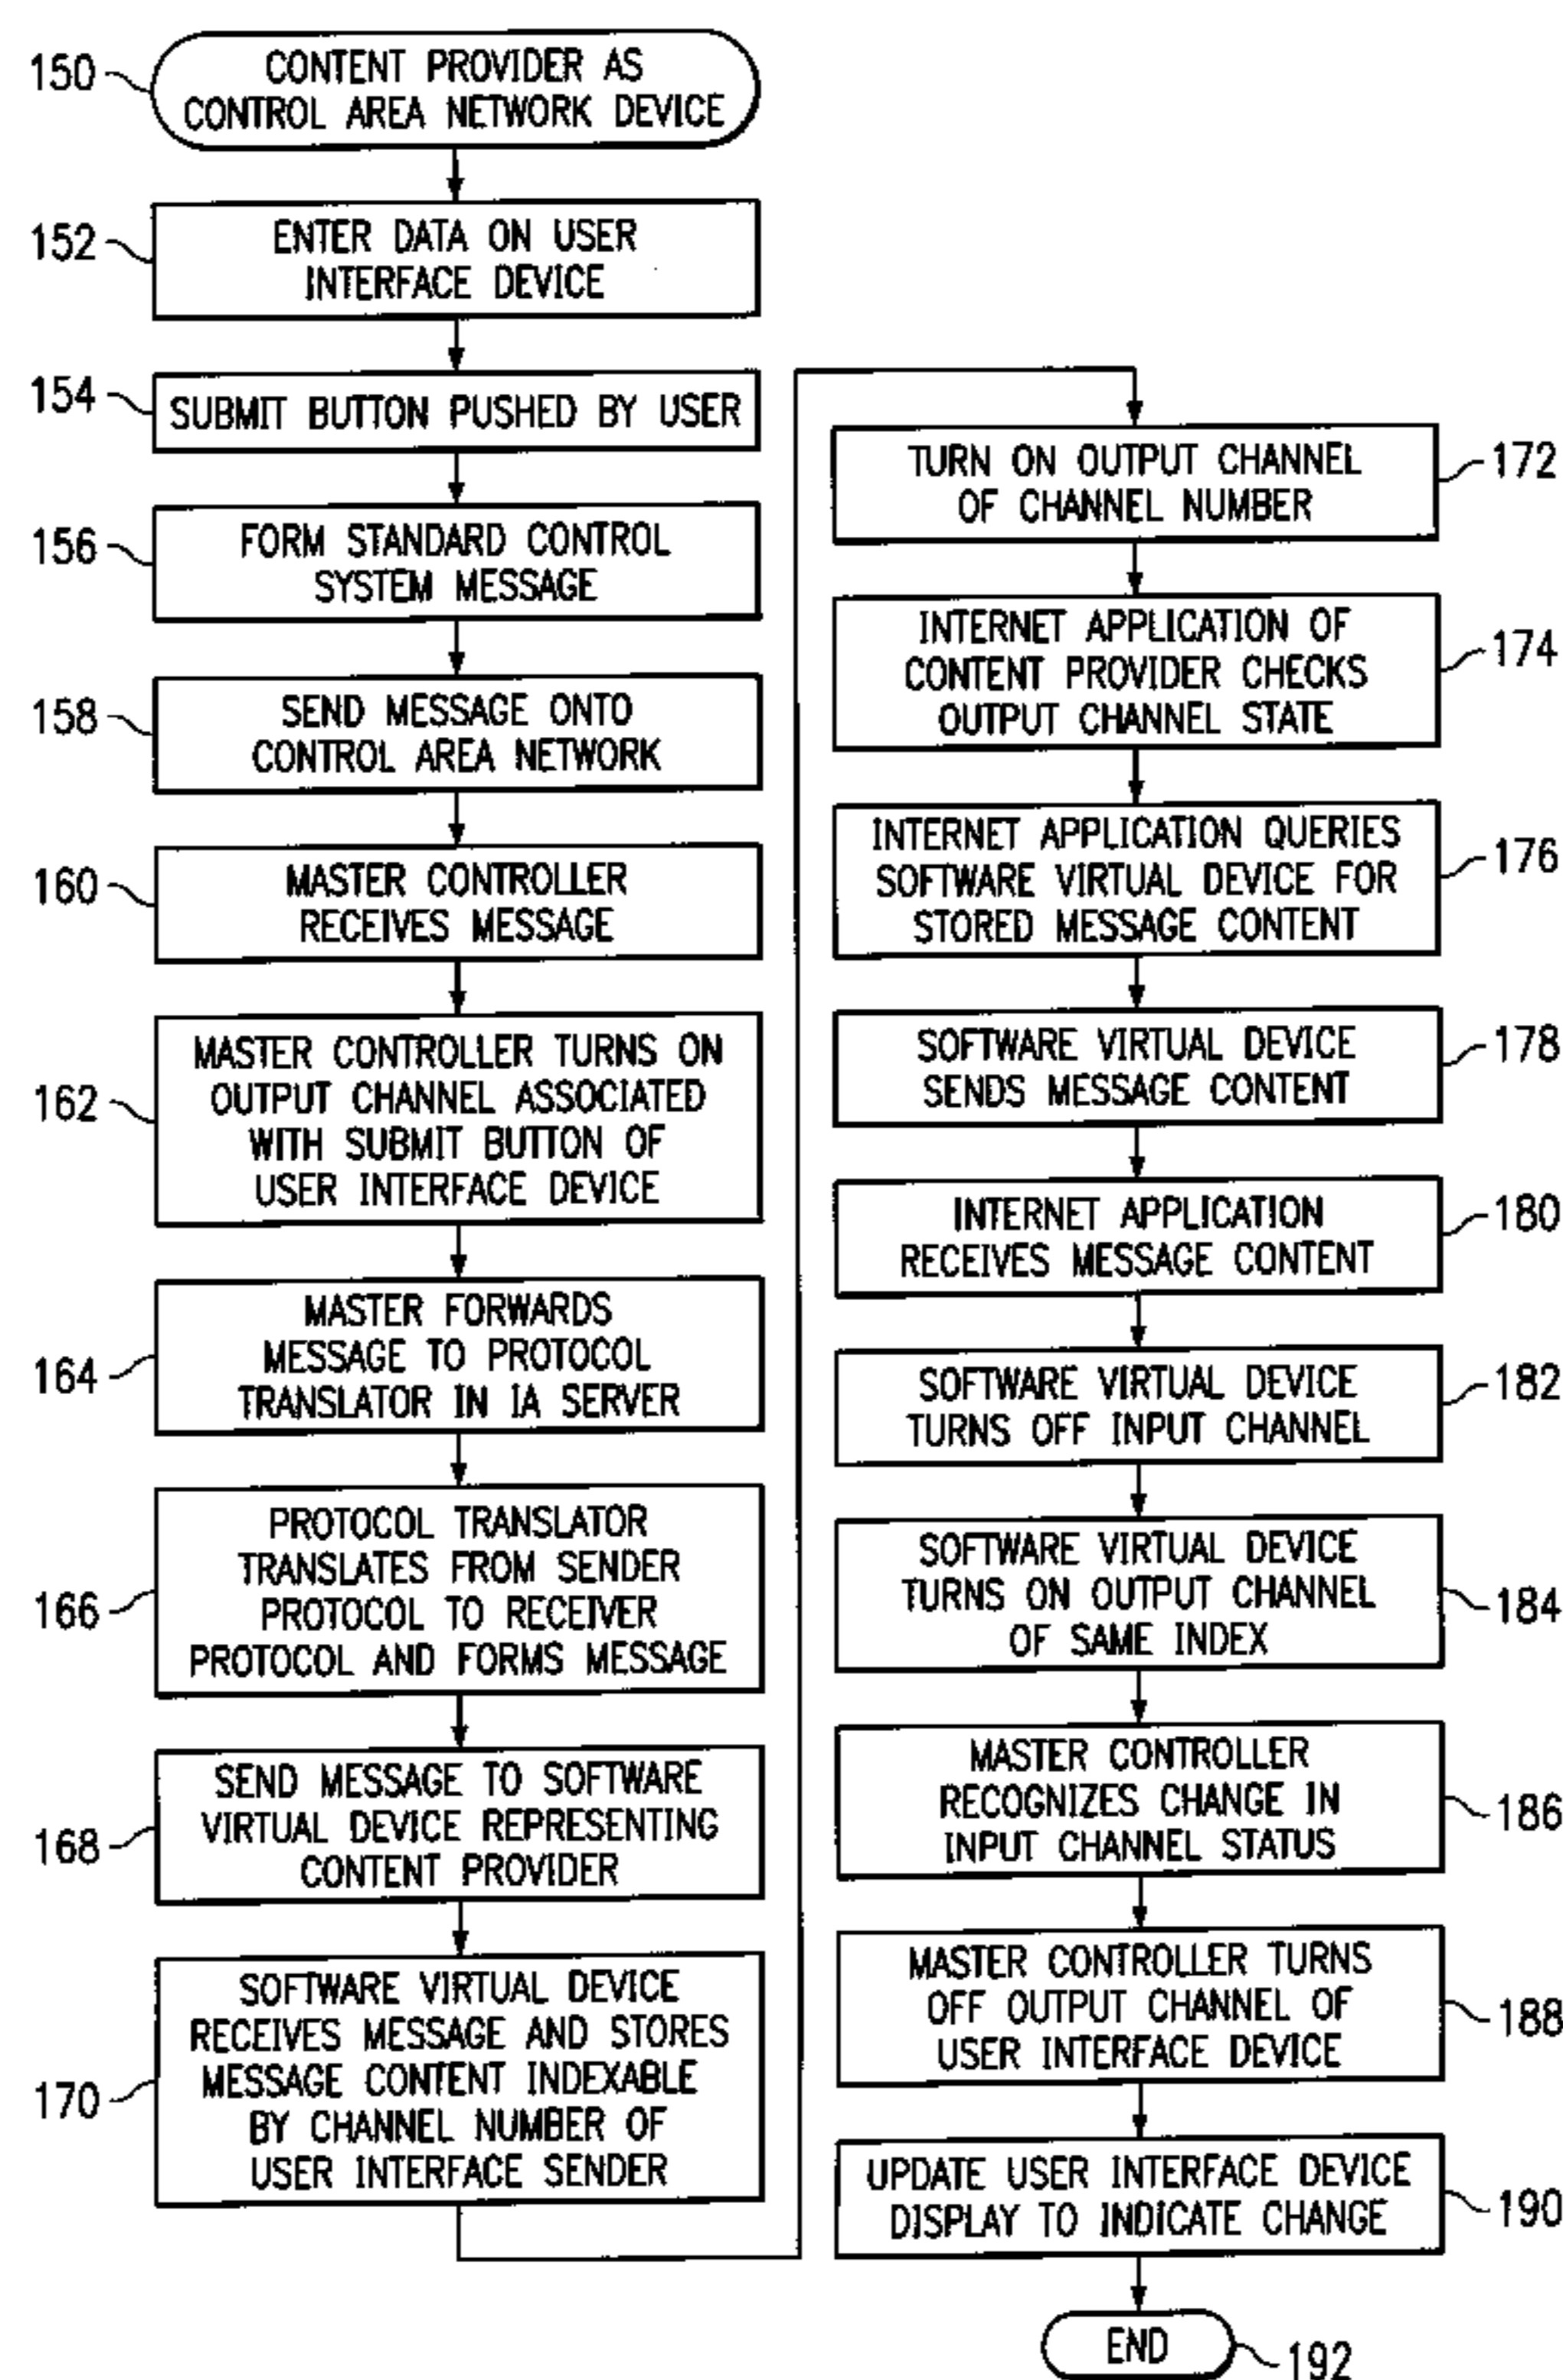 150
CONTENT PROVIDER AS
CONTROL AREA NETWORK DEVICE
152
ENTER DATA ON USER
INTERFACE DEVICE
154
SUBMIT BUTTON PUSHED BY USER
156
FORM STANDARD CONTROL
SYSTEM MESSAGE
158
SEND MESSAGE ONTO
CONTROL AREA NETWORK
160
MASTER CONTROLLER
RECEIVES MESSAGE
162
MASTER CONTROLLER TURNS ON
OUTPUT CHANNEL ASSOCIATED
WITH SUBMIT BUTTON OF
USER INTERFACE DEVICE
164
MASTER FORWARDS
MESSAGE TO PROTOCOL
TRANSLATOR IN IA SERVER
166
PROTOCOL TRANSLATOR
TRANSLATES FROM SENDER
PROTOCOL TO RECEIVER
PROTOCOL AND FORMS MESSAGE
168
SEND MESSAGE TO SOFTWARE
VIRTUAL DEVICE REPRESENTING
CONTENT PROVIDER
170
SOFTWARE VIRTUAL DEVICE
RECEIVES MESSAGE AND STORES
MESSAGE CONTENT INDEXABLE
BY CHANNEL NUMBER OF
USER INTERFACE SENDER
TURN ON OUTPUT CHANNEL
OF CHANNEL NUMBER
172
INTERNET APPLICATION OF
CONTENT PROVIDER CHECKS
OUTPUT CHANNEL STATE
174
INTERNET APPLICATION QUERIES
SOFTWARE VIRTUAL DEVICE FOR
STORED MESSAGE CONTENT
176
SOFTWARE VIRTUAL DEVICE
SENDS MESSAGE CONTENT
178
INTERNET APPLICATION
RECEIVES MESSAGE CONTENT
180
SOFTWARE VIRTUAL DEVICE
TURNS OFF INPUT CHANNEL
182
SOFTWARE VIRTUAL DEVICE
TURNS ON OUTPUT CHANNEL
OF SAME INDEX
184
MASTER CONTROLLER
RECOGNIZES CHANGE IN
INPUT CHANNEL STATUS
186
MASTER CONTROLLER TURNS
OFF OUTPUT CHANNEL OF
USER INTERFACE DEVICE
188
UPDATE USER INTERFACE DEVICE
DISPLAY TO INDICATE CHANGE
190
END
192